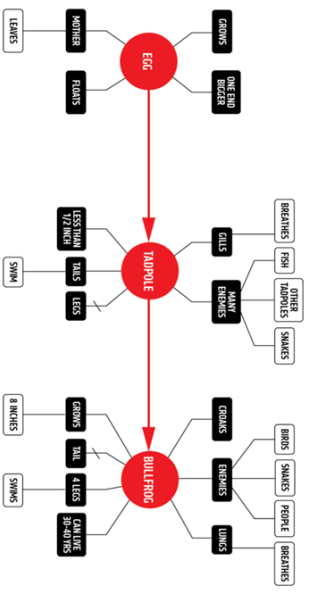 GROWS
ONE END
BIGGER
EGG
MOTHER
FLOATS
LEAVES
BREATHES
FISH
OTHER
TADPOLES
SNAKES
GILLS
MANY
ENEMIES
TADPOLE
LESS THAN
1/2 INCH
TAILS
LEGS
SWIM
BIRDS
SNAKES
PEOPLE
BREATHES
CROAKS
ENEMIES
LUNGS
BULLFROG
GROWS
TAIL
4 LEGS
CAN LIVE
30-40 YRS
8 INCHES
SWIMS